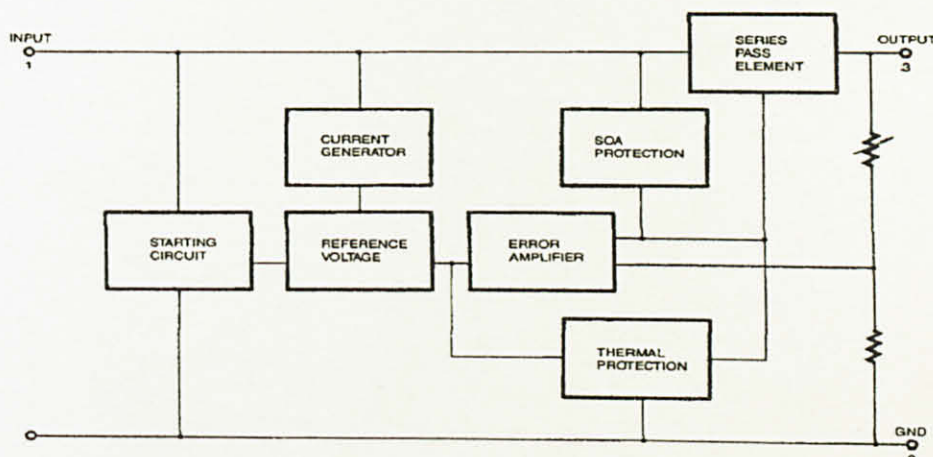 SERIES
PASS
ELEMENT
INPUT
1
OUTPUT
3
CURRENT
GENERATOR
SOA
PROTECTION
STARTING
CIRCUIT
REFERENCE
VOLTAGE
ERROR
AMPLIFIER
THERMAL
PROTECTION
GND